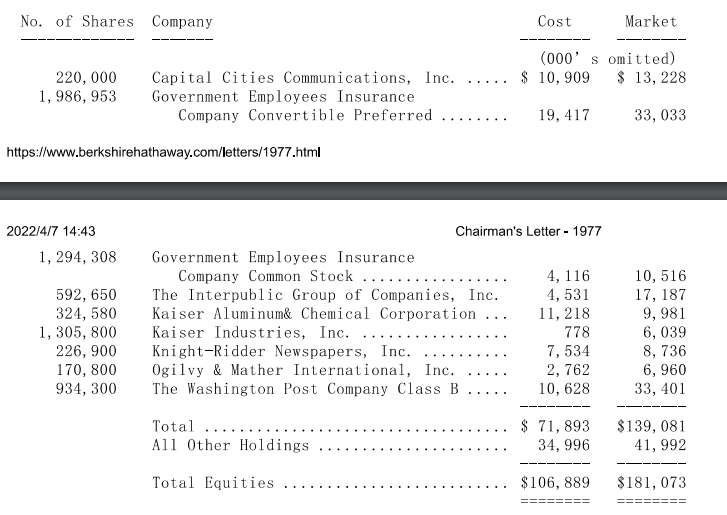 No. of Shares Company Cost Market
(000's omitted)
220,000 Capital Cities Communications, Inc. ..... $ 10,909 $ 13,228
1,986,953 Government Employees Insurance
Company Convertible Preferred ........ 19,417 33,033
https://www.berkshirehathaway.com/letters/1977.html
2022/4/7 14:43 Chairman's Letter - 1977
1,294,308 Government Employees Insurance
Company Common Stock ................. 4,116 10,516
592,650 The Interpublic Group of Companies, Inc. 4,531 17,187
324,580 Kaiser Aluminum& Chemical Corporation ... 11,218 9,981
1,305,800 Kaiser Industries, Inc. ................. 778 6,039
226,900 Knight-Ridder Newspapers, Inc. .......... 7,534 8,736
170,800 Ogilvy & Mather International, Inc. ..... 2,762 6,960
934,300 The Washington Post Company Class B ..... 10,628 33,401
Total ................................... $ 71,893 $139,081
All Other Holdings ...................... 34,996 41,992
Total Equities .......................... $106,889 $181,073